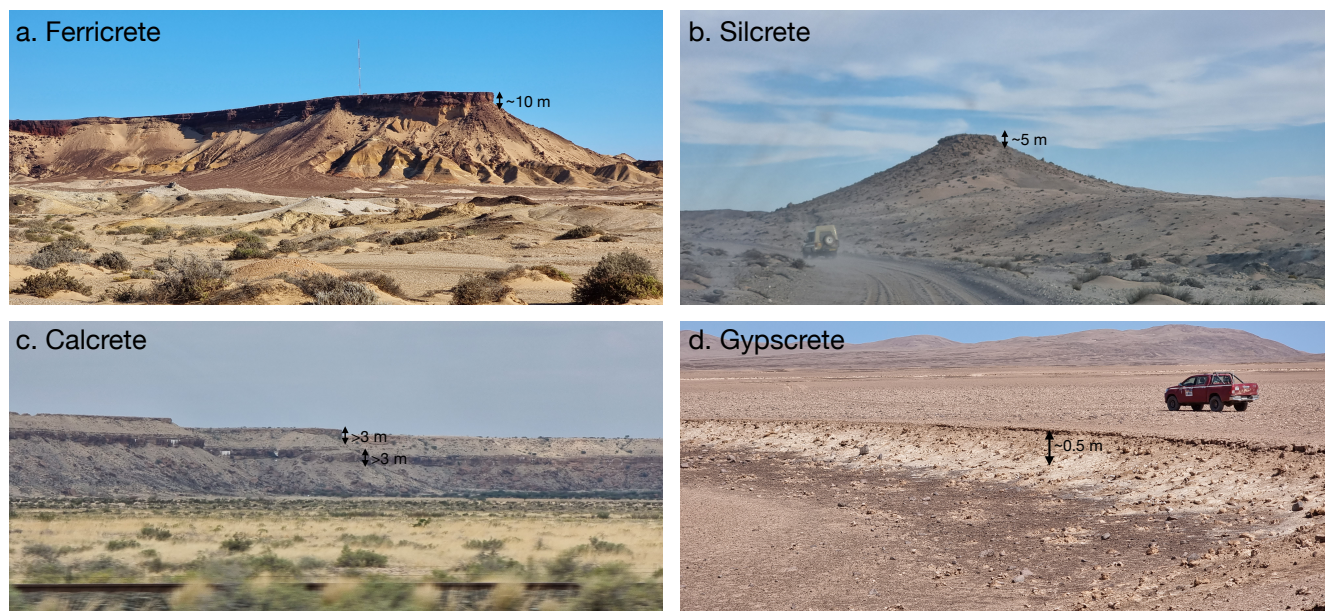 a. Ferricrete
~10 m
b. Silcrete
~5 m
c. Calcrete
>3 m
>3 m
d. Gypscrete
~0.5 m